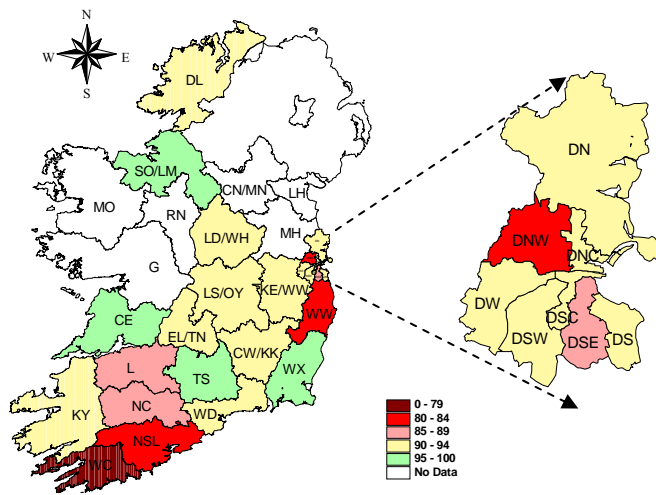 N
W E
S
DL
SO/LM
CN/MN
LH
MO
RN
MH
LD/WH
G
LS/OY
KE/WW
WW
CE
EL/TN
CW/KK
L
TS
WX
KY
NC
WD
NSL
WC
DN
DNW
DNC
DW
DSC
DSW
DSE
DS
0 - 79
80 - 84
85 - 89
90 - 94
95 - 100
No Data